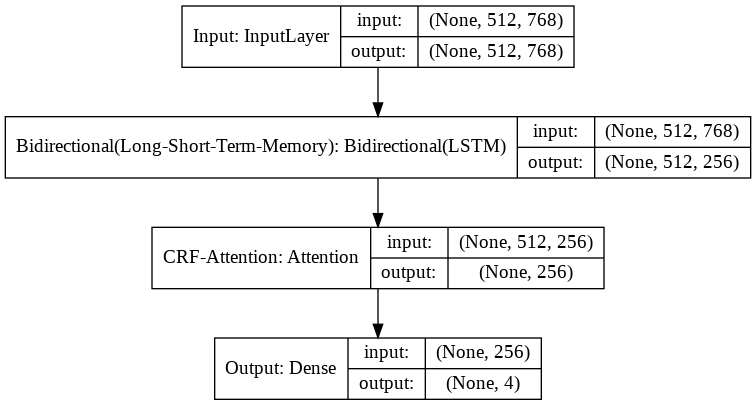 Input: InputLayer
input:
(None, 512, 768)
output:
(None, 512, 768)
Bidirectional(Long-Short-Term-Memory): Bidirectional(LSTM)
input:
(None, 512, 768)
output:
(None, 512, 256)
CRF-Attention: Attention
input:
(None, 512, 256)
output:
(None, 256)
Output: Dense
input:
(None, 256)
output:
(None, 4)